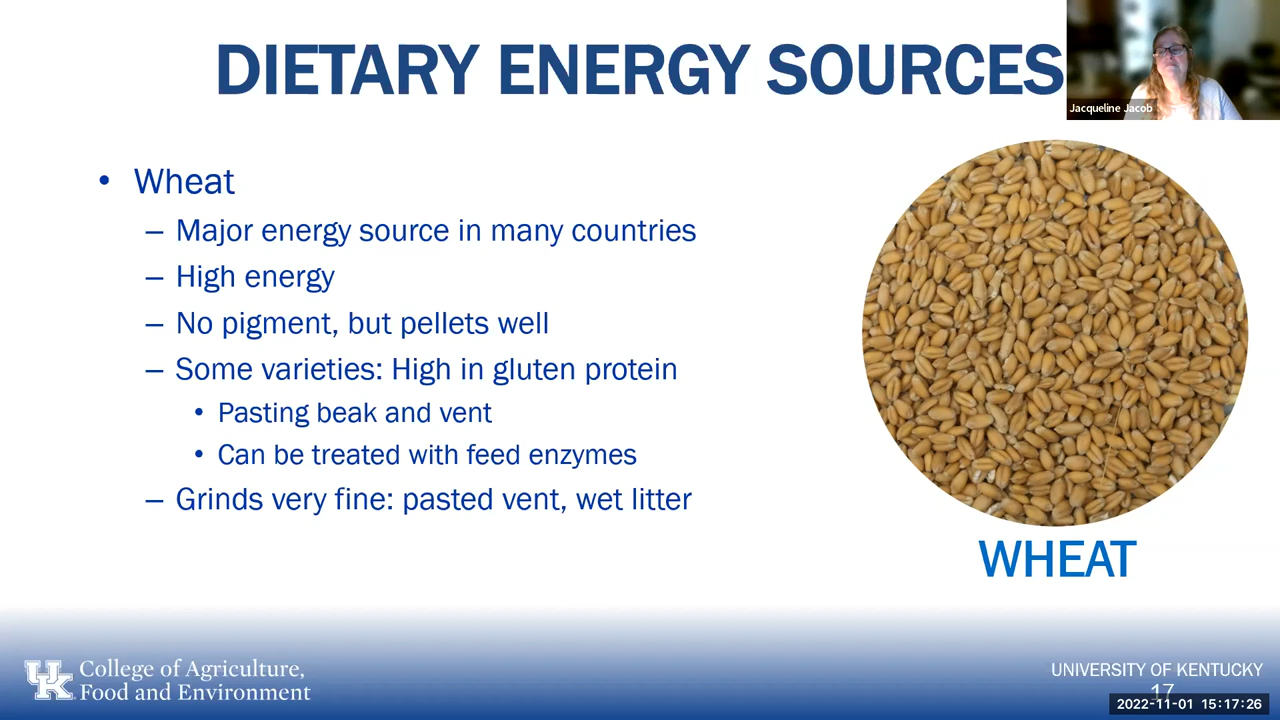 DIETARY ENERGY SOURCES
Jacqueline Jacob
• Wheat
– Major energy source in many countries
– High energy
– No pigment, but pellets well
– Some varieties: High in gluten protein
• Pasting beak and vent
• Can be treated with feed enzymes
– Grinds very fine: pasted vent, wet litter
WHEAT
UK
College of Agriculture,
Food and Environment
UNIVERSITY OF KENTUCKY
17
2022-11-01 15:17:26